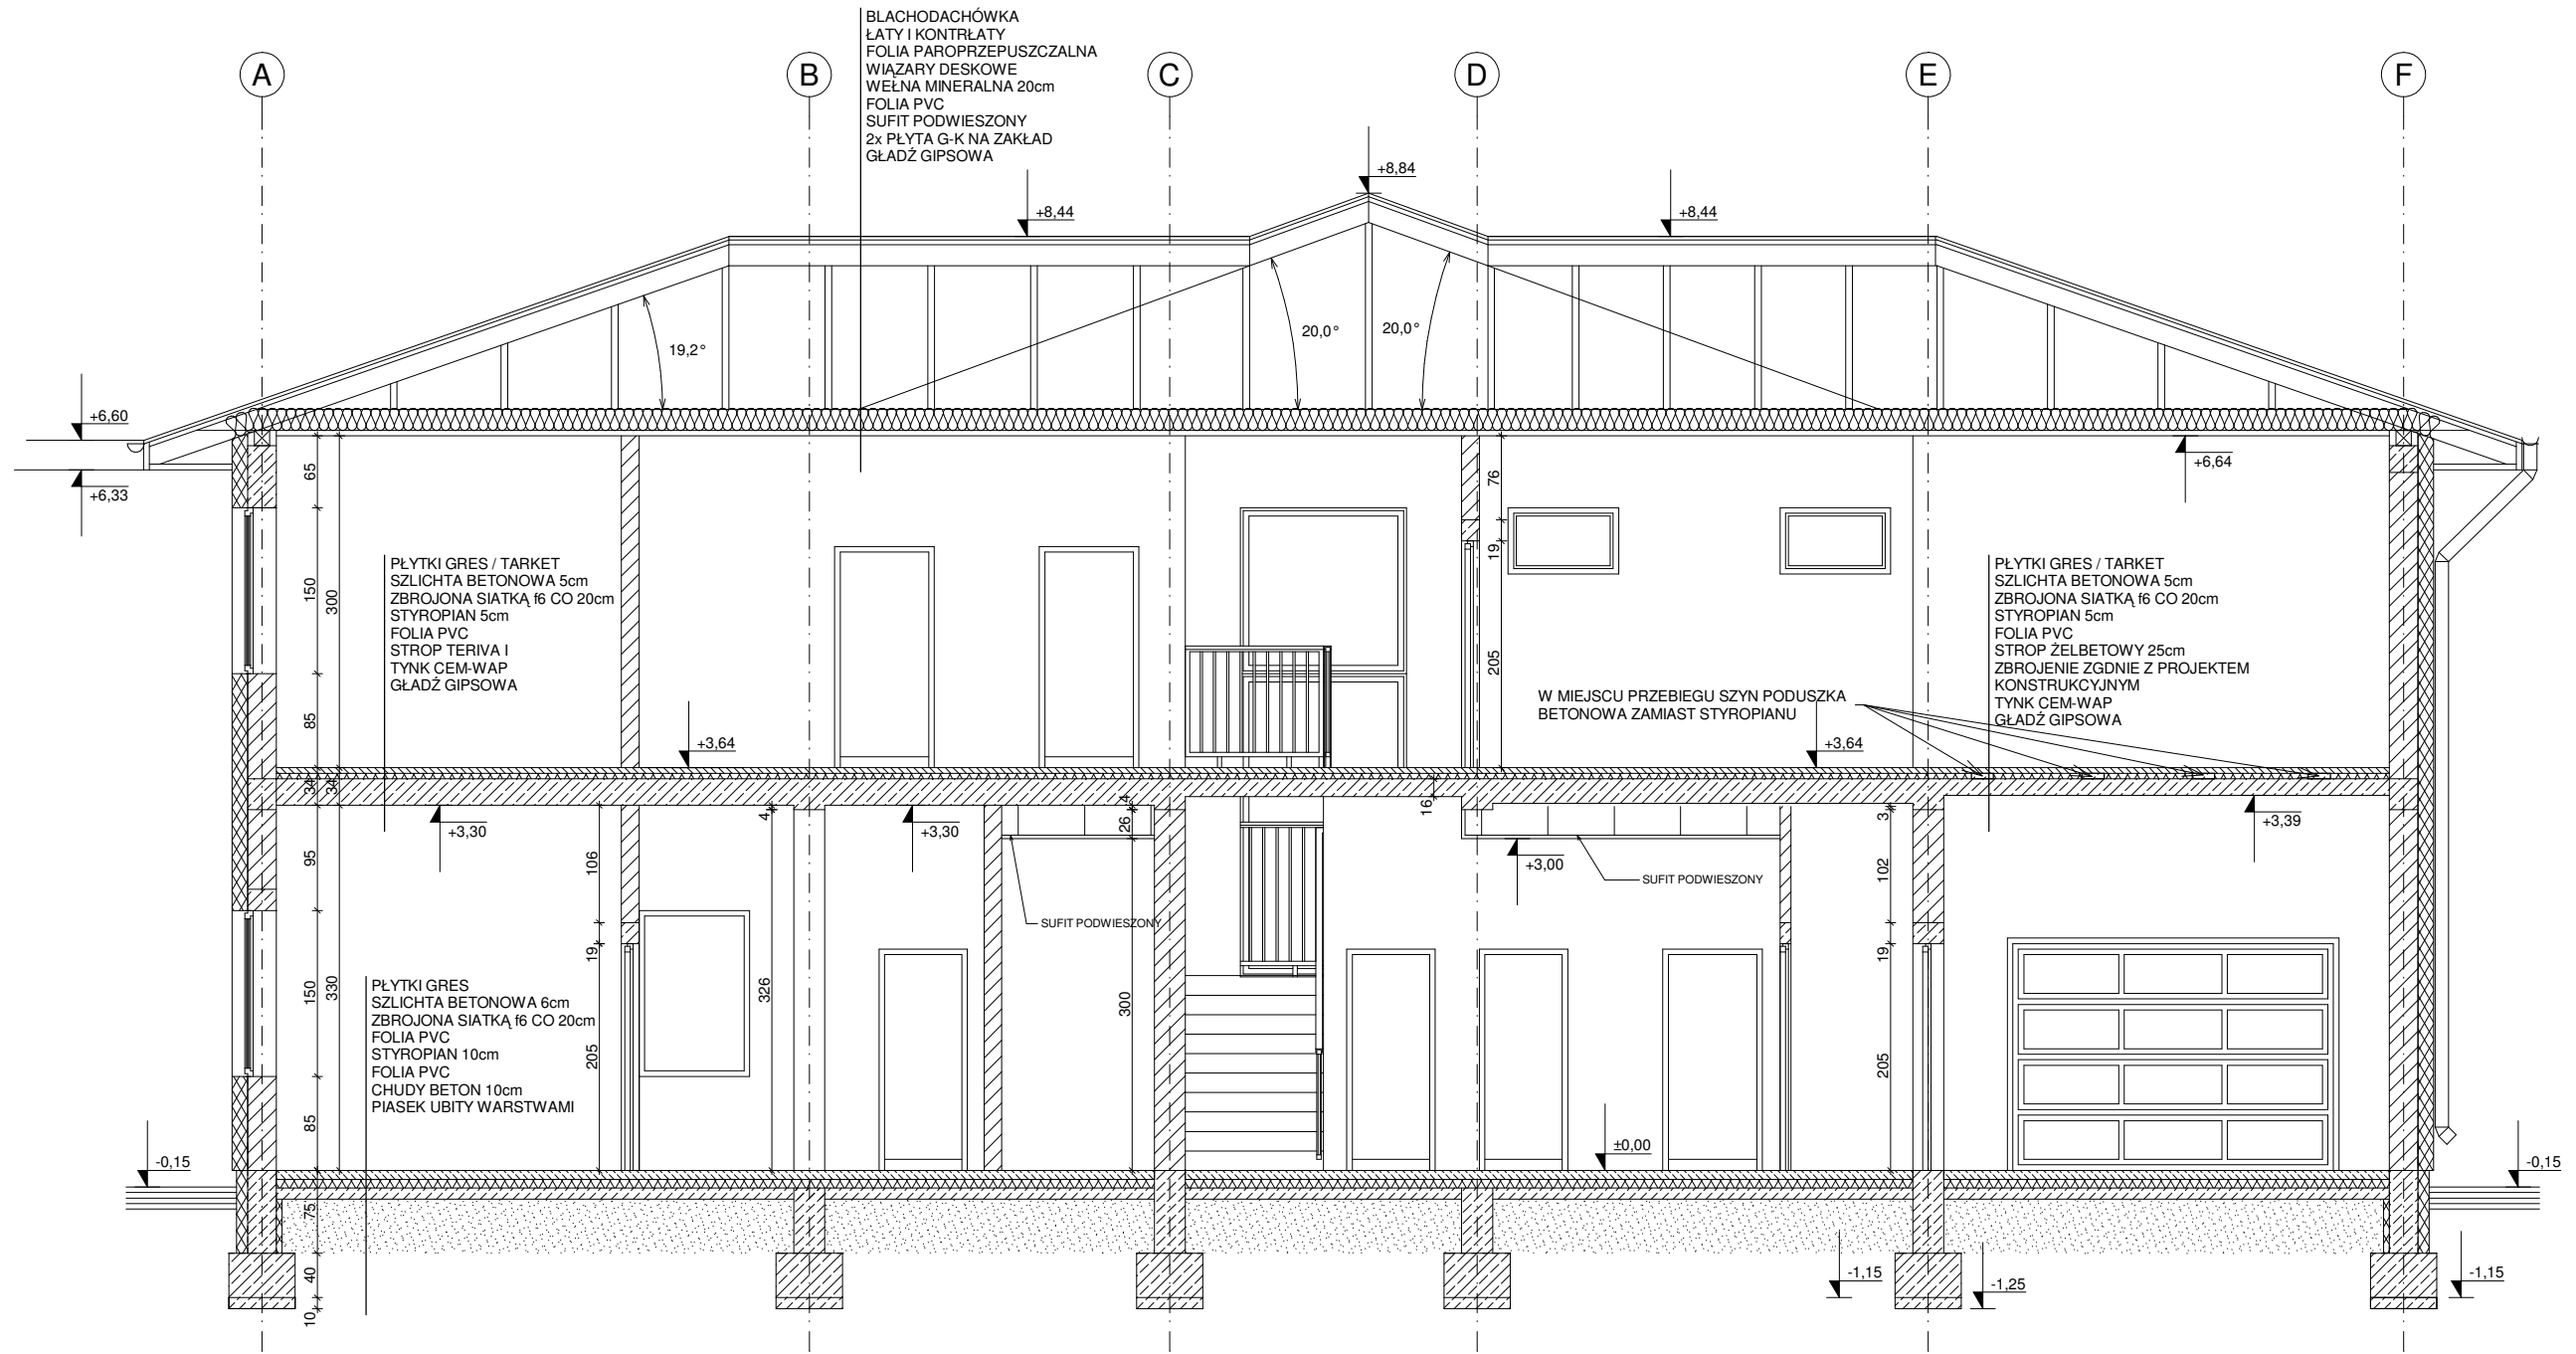 BLACHODACHÓWKA
ŁATY I KONTRŁATY
FOLIA PAROPRZEPUSZCZALNA
WIĄZARY DESKOWE
WEŁNA MINERALNA 20cm
FOLIA PVC
SUFIT PODWIESZONY
2x PŁYTA G-K NA ZAKŁAD
GŁADŹ GIPSOWA
A
B
C
D
E
F
+8,84
+8,44
+8,44
19,2°
20,0°
20,0°
+6,60
+6,33
+6,64
65
150
300
85
34
34
76
19
205
PŁYTKI GRES / TARKET
SZLICHTA BETONOWA 5cm
ZBROJONA SIATKĄ f6 CO 20cm
STYROPIAN 5cm
FOLIA PVC
STROP TERIVA I
TYNK CEM-WAP
GŁADŹ GIPSOWA
PŁYTKI GRES / TARKET
SZLICHTA BETONOWA 5cm
ZBROJONA SIATKĄ f6 CO 20cm
STYROPIAN 5cm
FOLIA PVC
STROP ŻELBETOWY 25cm
ZBROJENIE ZGDNIE Z PROJEKTEM
KONSTRUKCYJNYM
TYNK CEM-WAP
GŁADŹ GIPSOWA
W MIEJSCU PRZEBIEGU SZYN PODUSZKA
BETONOWA ZAMIAST STYROPIANU
+3,64
+3,64
+3,30
+3,30
+3,00
+3,39
4
4
26
16
3
95
106
102
19
19
150
330
326
300
205
205
85
SUFIT PODWIESZONY
SUFIT PODWIESZONY
PŁYTKI GRES
SZLICHTA BETONOWA 6cm
ZBROJONA SIATKĄ f6 CO 20cm
FOLIA PVC
STYROPIAN 10cm
FOLIA PVC
CHUDY BETON 10cm
PIASEK UBITY WARSTWAMI
-0,15
±0,00
-0,15
75
40
10
-1,15
-1,25
-1,15